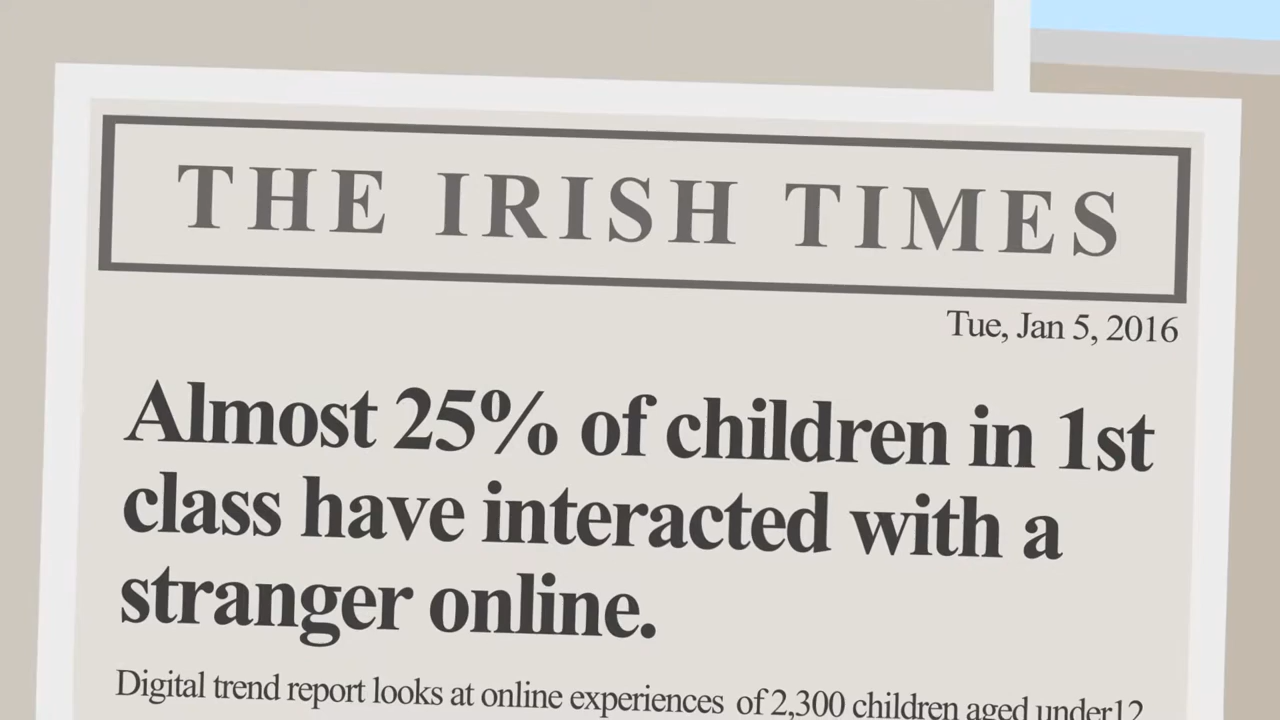 THE IRISH TIMES
Tue, Jan 5, 2016
Almost 25% of children in 1st
class have interacted with a
stranger online.
Digital trend report looks at online experiences of 2,300 children aged under12